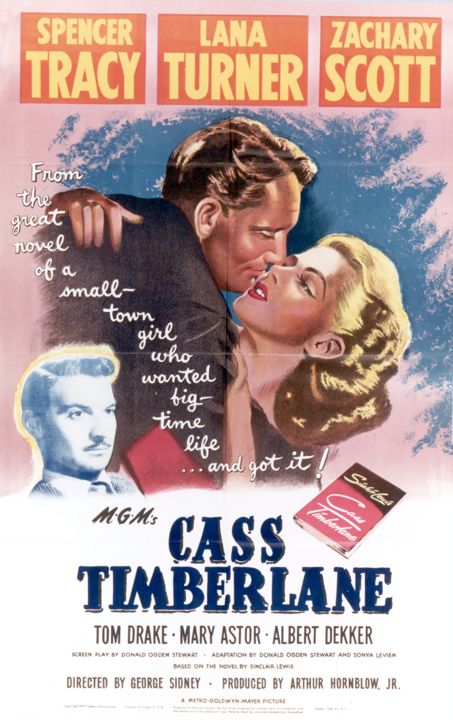 SPENCER
TRACY
LANA
TURNER
ZACHARY
SCOTT
From
the
great
novel
of a
small-
town
girl
who
wanted
big-
time
life
...and got it!
Sinclair Lewis
Cass
Timberlane
M-G-M's
CASS
TIMBERLANE
TOM DRAKE · MARY ASTOR · ALBERT DEKKER
SCREEN PLAY BY DONALD OGDEN STEWART · ADAPTATION BY DONALD OGDEN STEWART AND SONYA LEVIEN
BASED ON THE NOVEL BY SINCLAIR LEWIS
DIRECTED BY GEORGE SIDNEY · PRODUCED BY ARTHUR HORNBLOW, JR.
A METRO-GOLDWYN-MAYER PICTURE